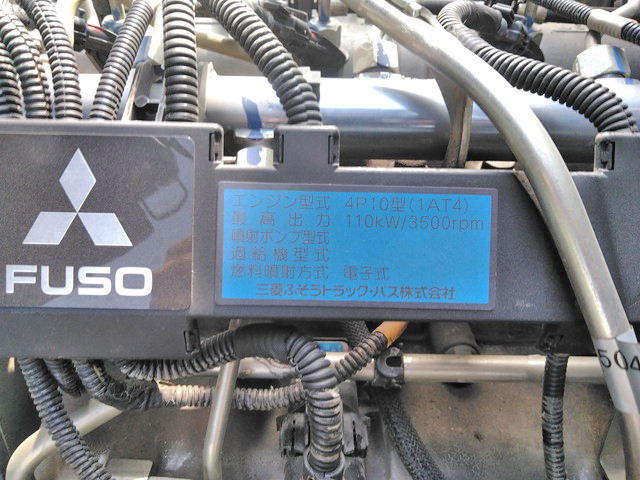 FUSO
エンジン型式 4P10型(1AT4)
最高出力 110kW/3500rpm
噴射ポンプ型式
過給機型式
燃料噴射方式 電子式
三菱ふそうトラック・バス株式会社
504